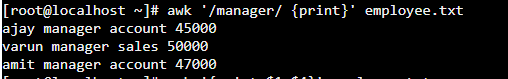 [root@localhost ~]# awk '/manager/ {print}' employee.txt
ajay manager account 45000
varun manager sales 50000
amit manager account 47000